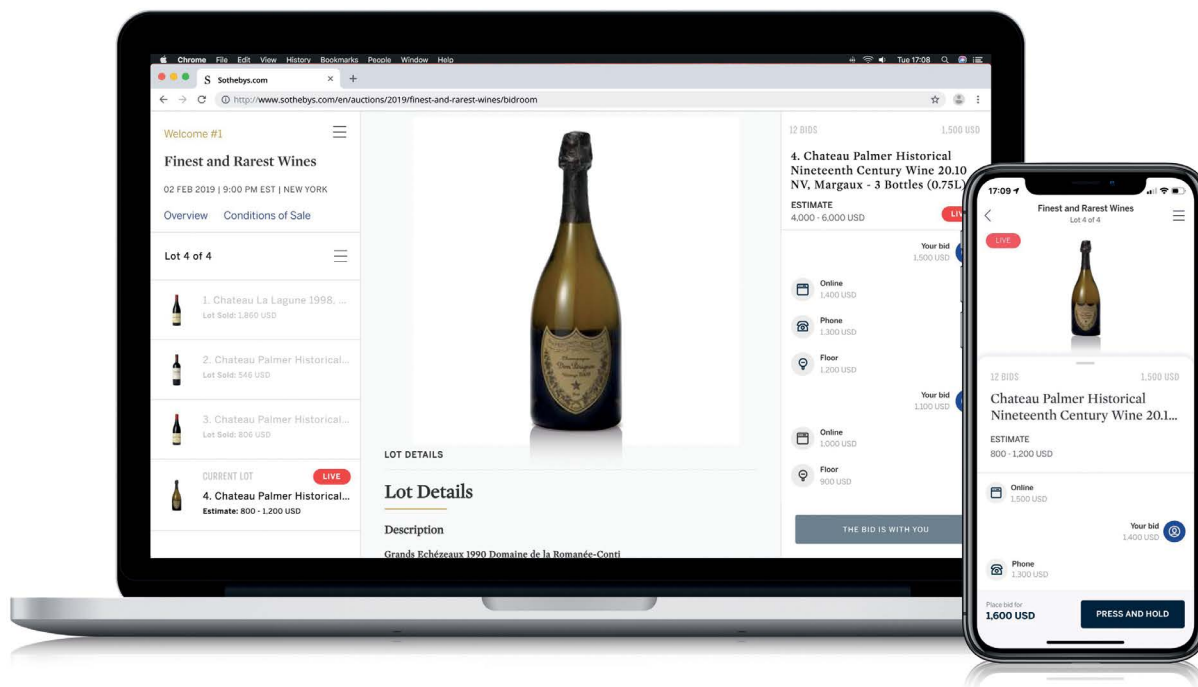 Chrome File Edit View History Bookmarks People Window Help
Tue 17:08
S Sothebys.com × +
http://www.sothebys.com/en/auctions/2019/finest-and-rarest-wines/bidroom
Welcome #1
Finest and Rarest Wines
02 FEB 2019 | 9:00 PM EST | NEW YORK
Overview Conditions of Sale
Lot 4 of 4
1. Chateau La Lagune 1998, ...
Lot Sold: 1,860 USD
2. Chateau Palmer Historical...
Lot Sold: 546 USD
3. Chateau Palmer Historical...
Lot Sold: 806 USD
CURRENT LOT LIVE
4. Chateau Palmer Historical...
Estimate: 800 - 1,200 USD
Champagne
Dom Pérignon
LOT DETAILS
Lot Details
Description
Grands Echézeaux 1990 Domaine de la Romanée-Conti
12 BIDS 1,500 USD
4. Chateau Palmer Historical
Nineteenth Century Wine 20.10
NV, Margaux - 3 Bottles (0.75L)
ESTIMATE
4,000 - 6,000 USD
Your bid
1,500 USD
Online
1,400 USD
Phone
1,300 USD
Floor
1,200 USD
Your bid
1,100 USD
Online
1,000 USD
Floor
900 USD
THE BID IS WITH YOU
17:09
Finest and Rarest Wines
Lot 4 of 4
LIVE
12 BIDS 1,500 USD
Chateau Palmer Historical
Nineteenth Century Wine 20.1...
ESTIMATE
800 - 1,200 USD
Online
1,500 USD
Your bid
1,400 USD
Phone
1,300 USD
Place bid for
1,600 USD
PRESS AND HOLD